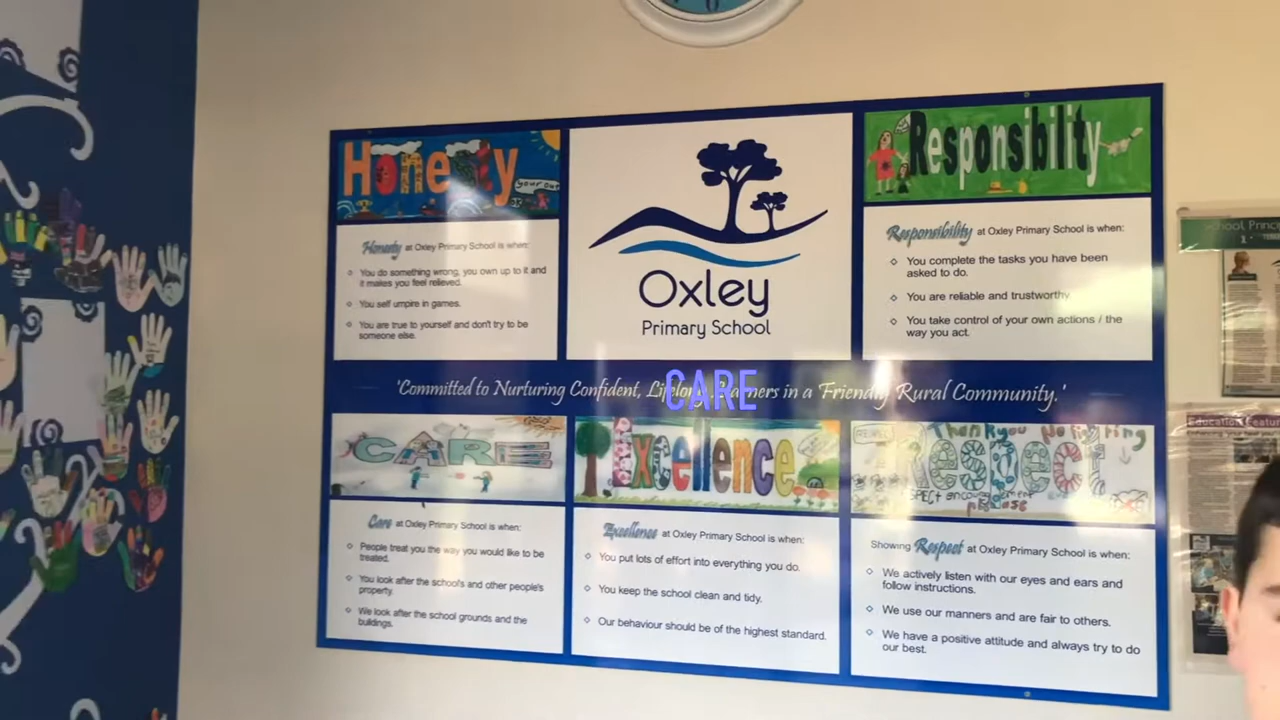 Honesty
your own
Honesty at Oxley Primary School is when:
◇ You do something wrong, you own up to it and
it makes you feel relieved.
◇ You self umpire in games.
◇ You are true to yourself and don't try to be
someone else.
Oxley
Primary School
Responsibility
Responsibility at Oxley Primary School is when:
◇ You complete the tasks you have been
asked to do.
◇ You are reliable and trustworthy
◇ You take control of your own actions / the
way you act.
'Committed to Nurturing Confident, Lifelong Learners in a Friendly Rural Community.'
CARE
CARE
Care at Oxley Primary School is when:
◇ People treat you the way you would like to be
treated.
◇ You look after the school's and other people's
property.
◇ We look after the school grounds and the
buildings.
Excellence
Excellence at Oxley Primary School is when:
◇ You put lots of effort into everything you do.
◇ You keep the school clean and tidy.
◇ Our behaviour should be of the highest standard.
Thankyou No fighting
Respect
please
Showing Respect at Oxley Primary School is when:
◇ We actively listen with our eyes and ears and
follow instructions.
◇ We use our manners and are fair to others.
◇ We have a positive attitude and always try to do
our best.
School
Education